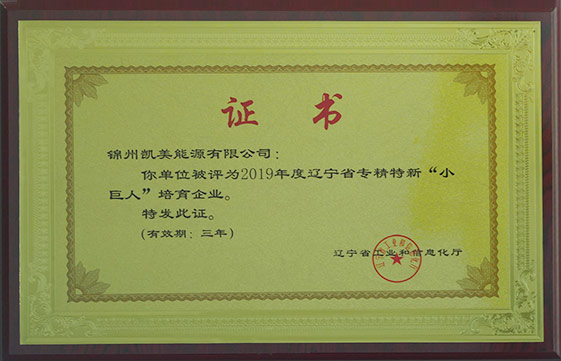 证书
锦州凯美能源有限公司：
你单位被评为2019年度辽宁省专精特新“小
巨人”培育企业。
特发此证。
（有效期：三年）
辽宁省工业和信息化厅